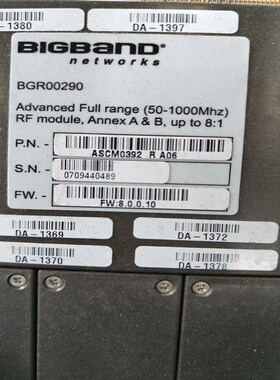 DA-1380
DA-1397
BIGBAND®
networks
BGR00290
Advanced Full range (50-1000Mhz)
RF module, Annex A & B, up to 8:1
P.N. -
ASCM0392 R A06
S.N. -
0709440489
FW. -
FW:8.0.0.10
DA-1369
DA-1372
DA-1370
DA-1378